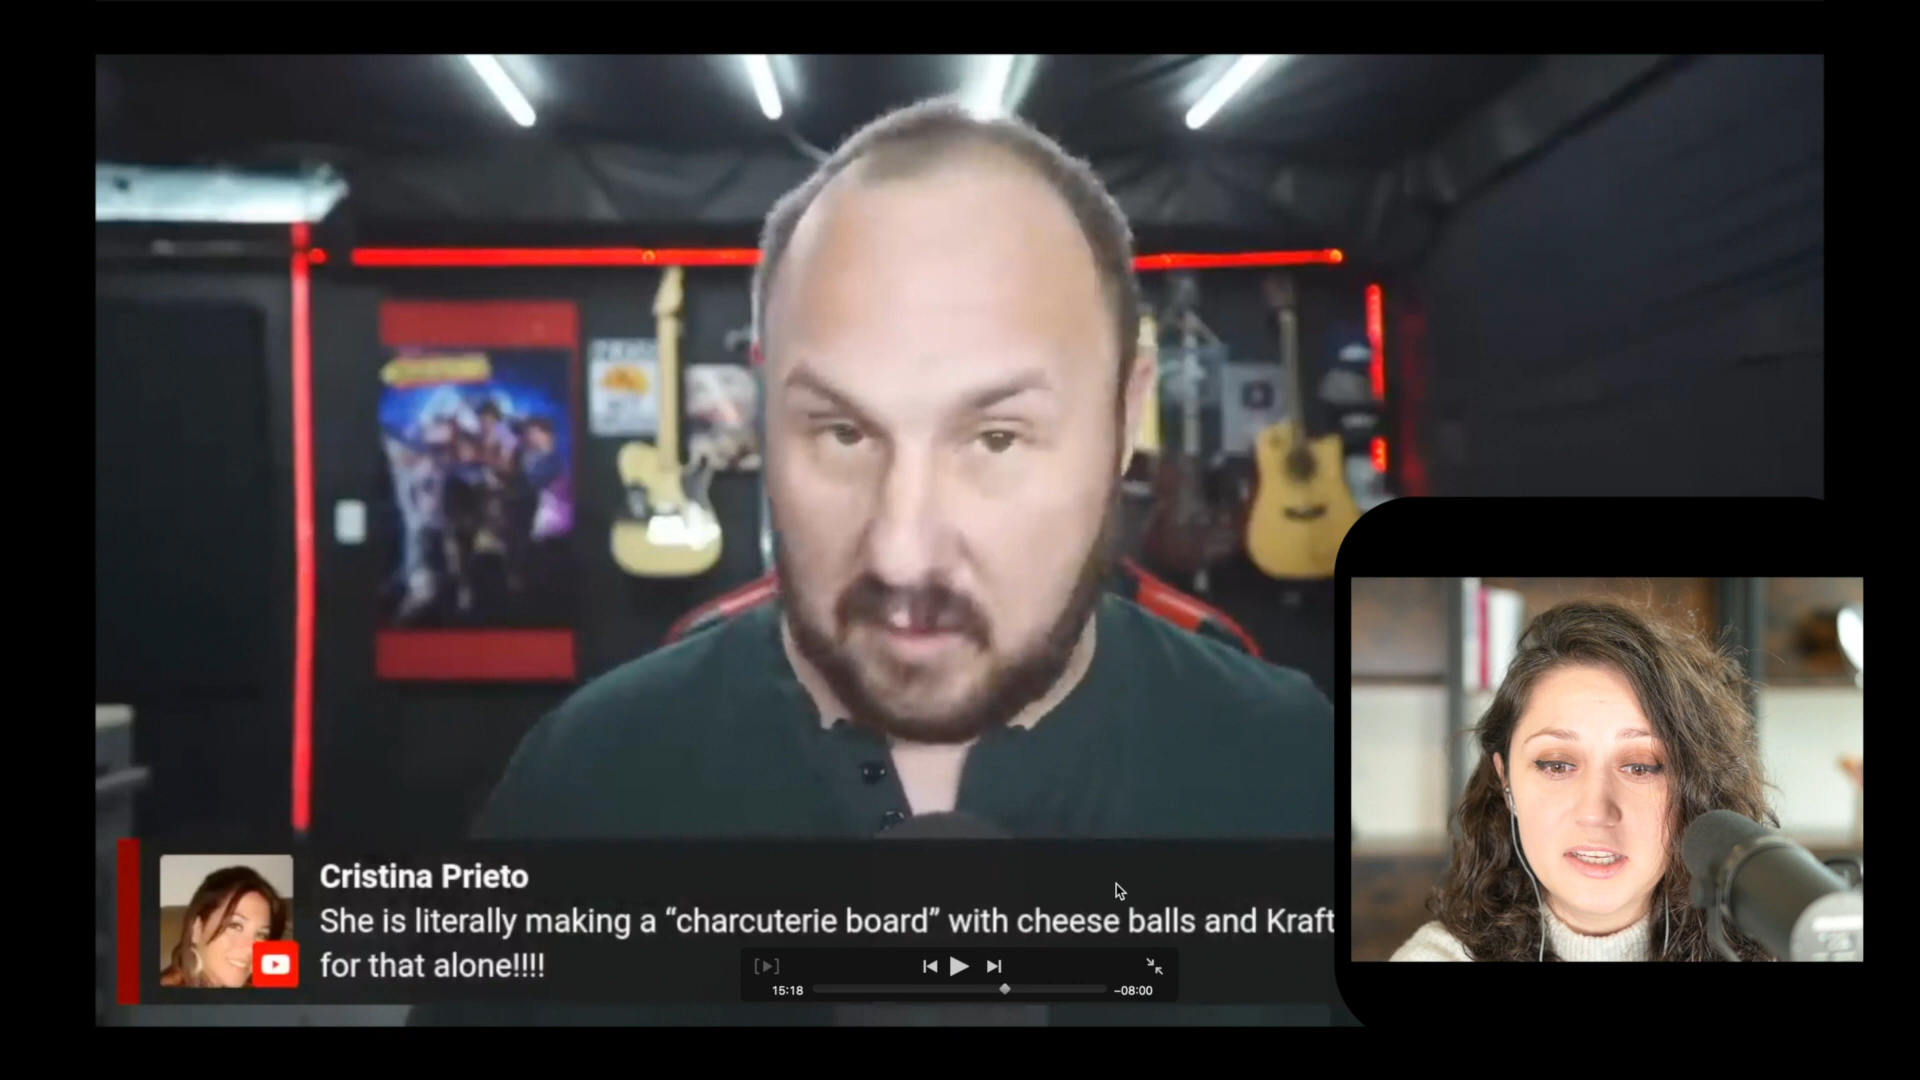 Cristina Prieto
She is literally making a “charcuterie board” with cheese balls and Kraft
for that alone!!!!
15:18
-08:00